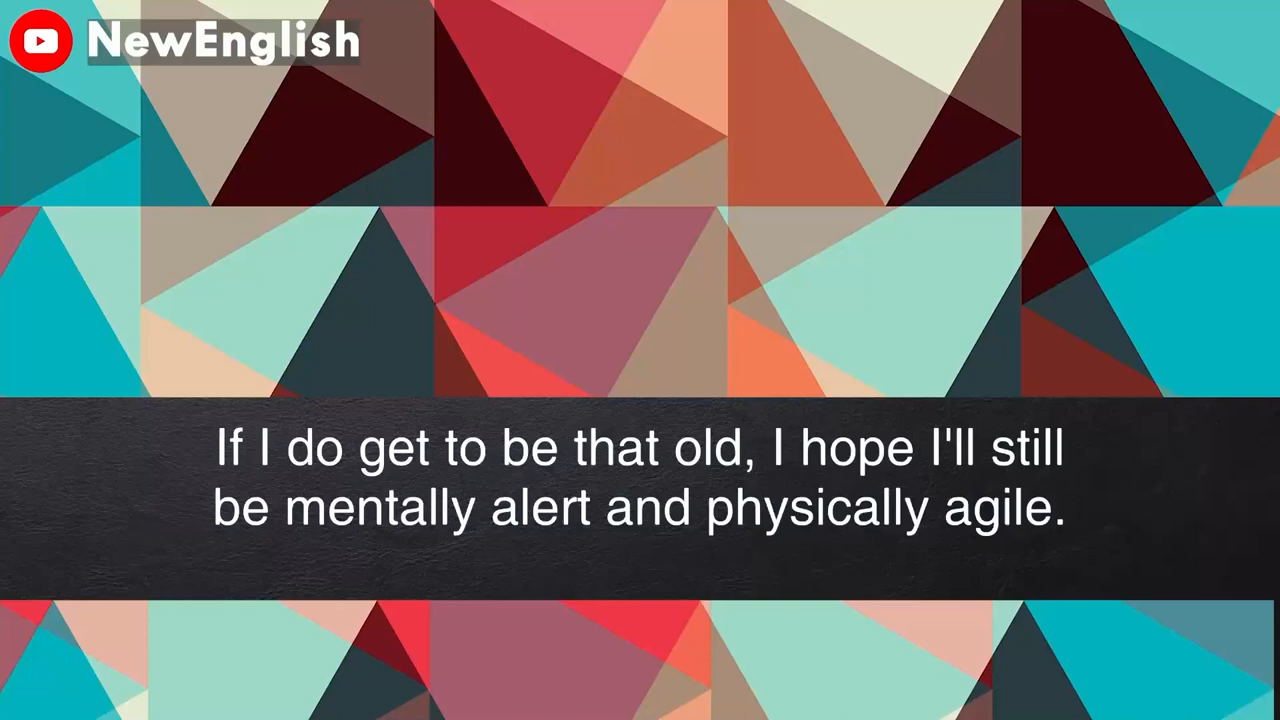 NewEnglish
If I do get to be that old, I hope I'll still
be mentally alert and physically agile.